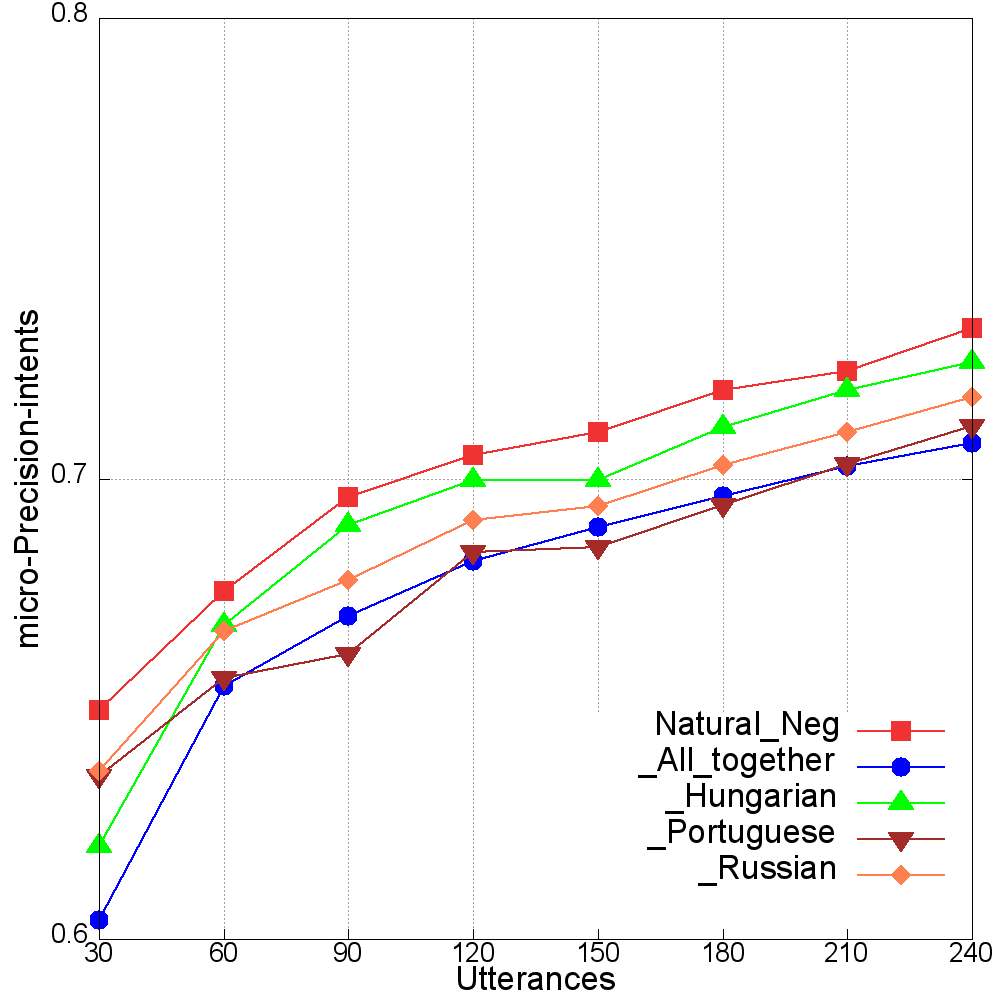 0.8
0.7
0.6
micro-Precision-intents
30 60 90 120 150 180 210 240
Utterances
Natural_Neg
_All_together
_Hungarian
_Portuguese
_Russian